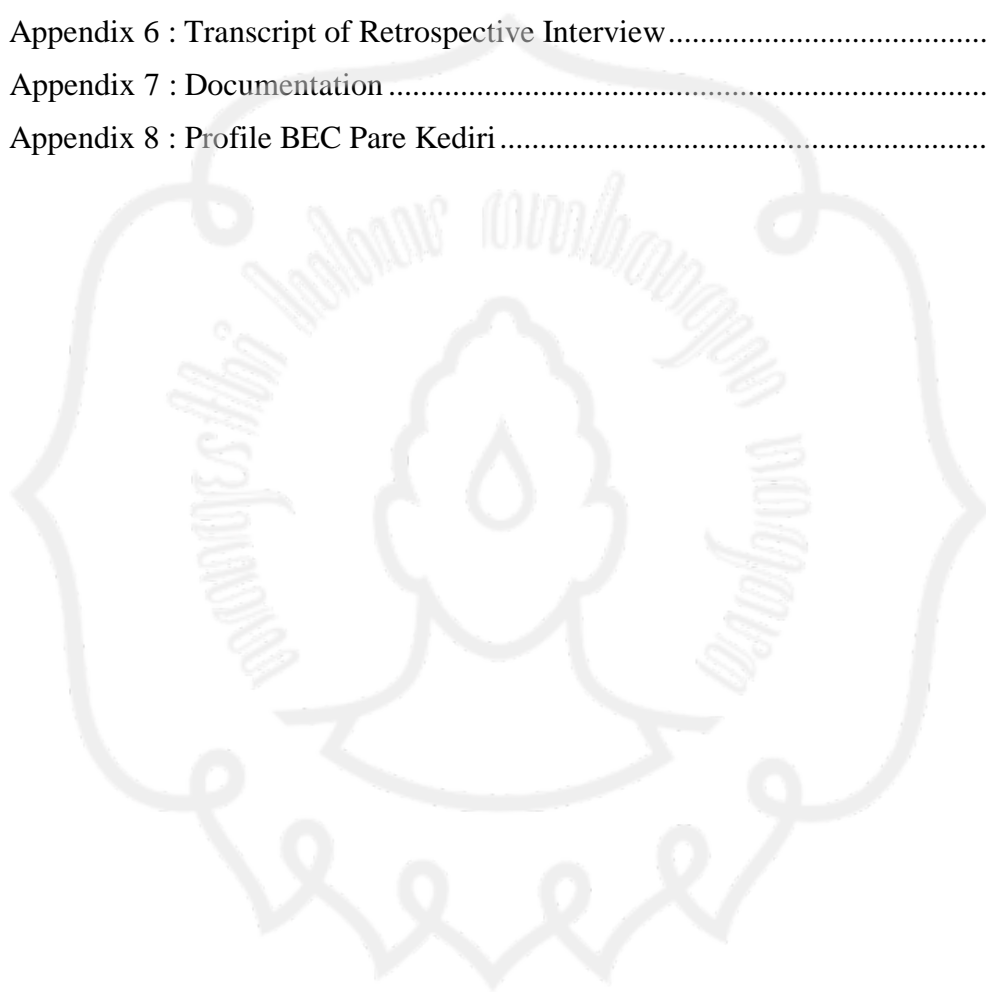 Appendix 6 : Transcript of Retrospective Interview.......................................
Appendix 7 : Documentation..........................................................................
Appendix 8 : Profile BEC Pare Kediri............................................................